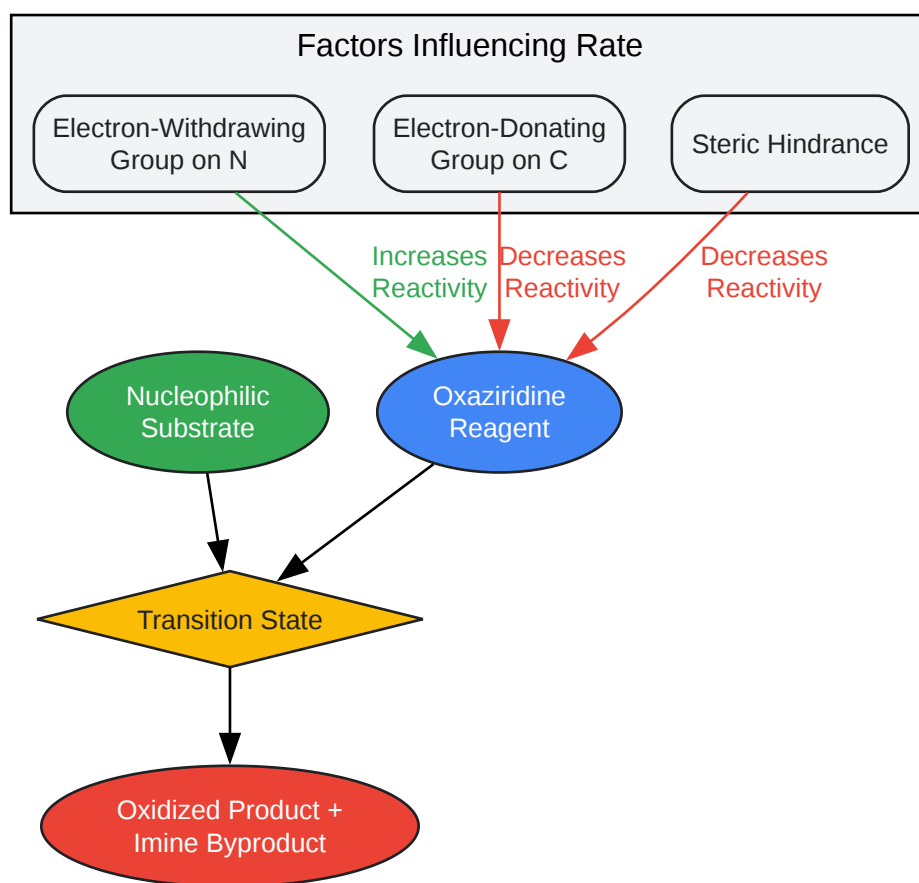 Factors Influencing Rate
Electron-Withdrawing
Group on N
Electron-Donating
Group on C
Steric Hindrance
Increases
Reactivity
Decreases
Reactivity
Decreases
Reactivity
Nucleophilic
Substrate
Oxaziridine
Reagent
Transition State
Oxidized Product +
Imine Byproduct